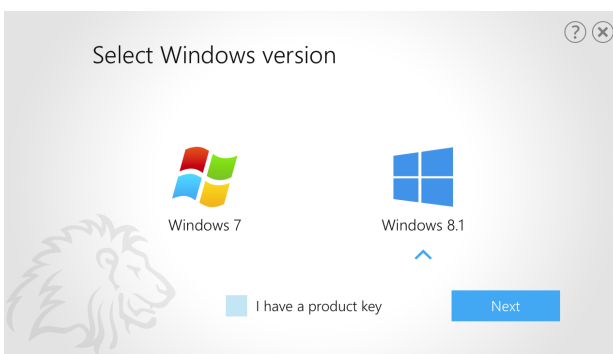 Select Windows version
?
Windows 7
Windows 8.1
I have a product key
Next